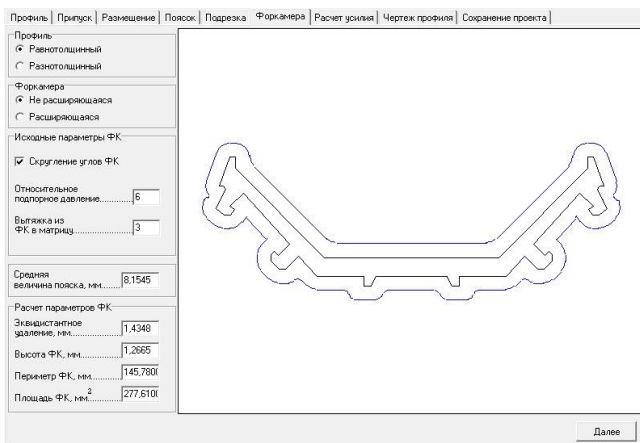 Профиль Припуск Размещение Поясок Подрезка Форкамера Расчет усилия Чертеж профиля Сохранение проекта
Профиль
Равнотолщинный
Разнотолщинный
Форкамера
Не расширяющаяся
Расширяющаяся
Исходные параметры ФК
Скругление углов ФК
Относительное
подпорное давление............ 6
Вытяжка из
ФК в матрицу..................... 3
Средняя
величина пояска, мм....... 8,1545
Расчет параметров ФК
Эквидистантное
удаление, мм.................. 1,4348
Высота ФК, мм............. 1,2665
Периметр ФК, мм.......... 145,780(
Площадь ФК, мм2........... 277,610(
Далее